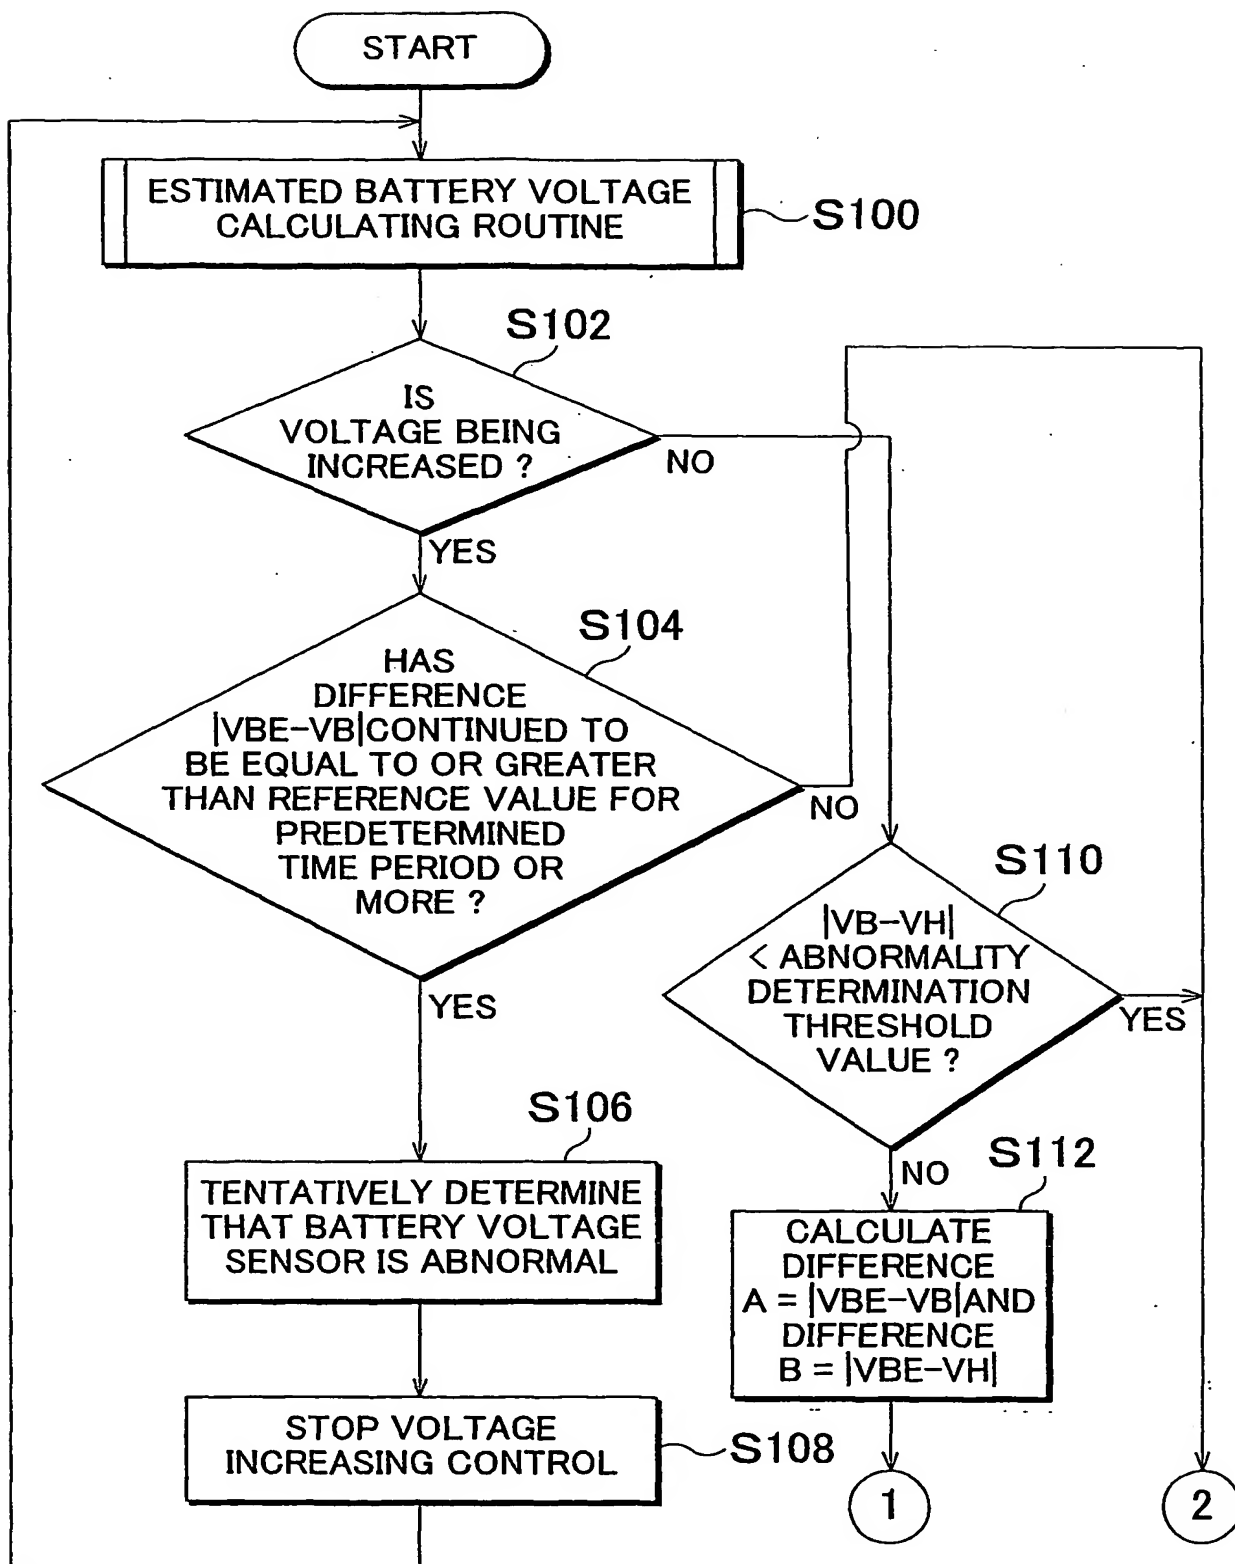 START
ESTIMATED BATTERY VOLTAGE
CALCULATING ROUTINE
S100
S102
IS
VOLTAGE BEING
INCREASED ?
NO
YES
S104
HAS
DIFFERENCE
|VBE-VB|CONTINUED TO
BE EQUAL TO OR GREATER
THAN REFERENCE VALUE FOR
PREDETERMINED
TIME PERIOD OR
MORE ?
NO
YES
S110
|VB-VH|
< ABNORMALITY
DETERMINATION
THRESHOLD
VALUE ?
YES
NO
S106
TENTATIVELY DETERMINE
THAT BATTERY VOLTAGE
SENSOR IS ABNORMAL
S112
CALCULATE
DIFFERENCE
A = |VBE-VB|AND
DIFFERENCE
B = |VBE-VH|
STOP VOLTAGE
INCREASING CONTROL
S108
1
2